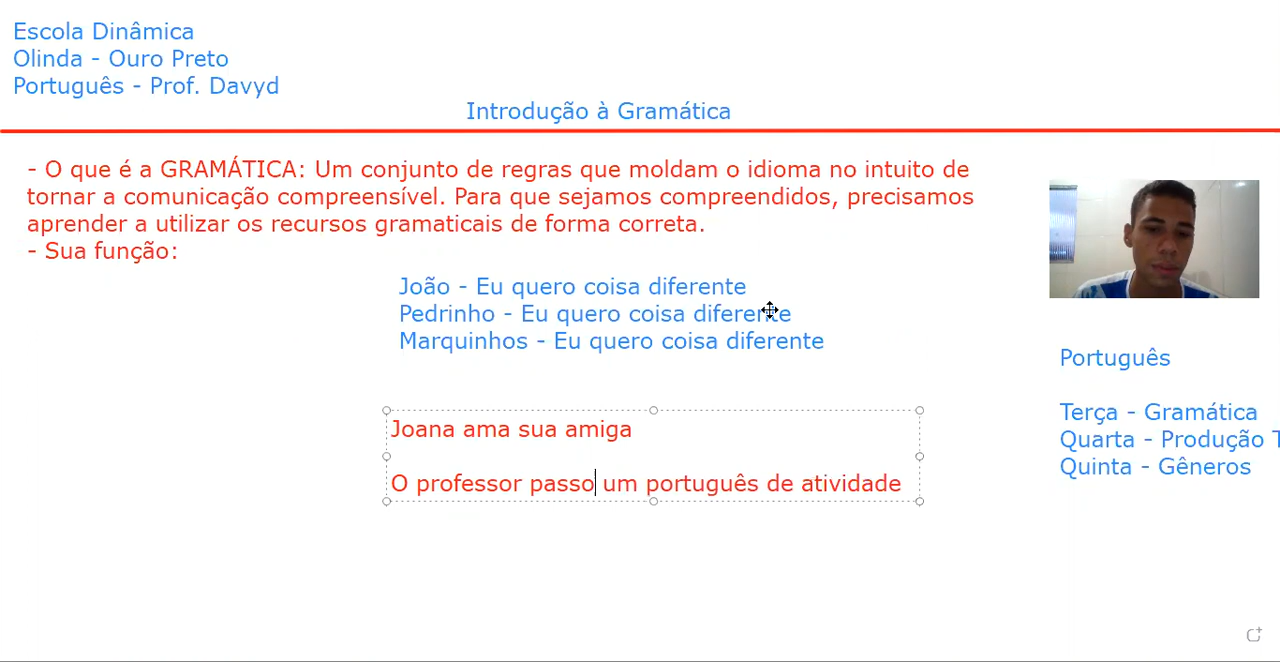 Escola Dinâmica
Olinda - Ouro Preto
Português - Prof. Davyd
Introdução à Gramática
- O que é a GRAMÁTICA: Um conjunto de regras que moldam o idioma no intuito de
tornar a comunicação compreensível. Para que sejamos compreendidos, precisamos
aprender a utilizar os recursos gramaticais de forma correta.
- Sua função:
João - Eu quero coisa diferente
Pedrinho - Eu quero coisa diferente
Marquinhos - Eu quero coisa diferente
Joana ama sua amiga
O professor passo um português de atividade
Português
Terça - Gramática
Quarta - Produção T
Quinta - Gêneros